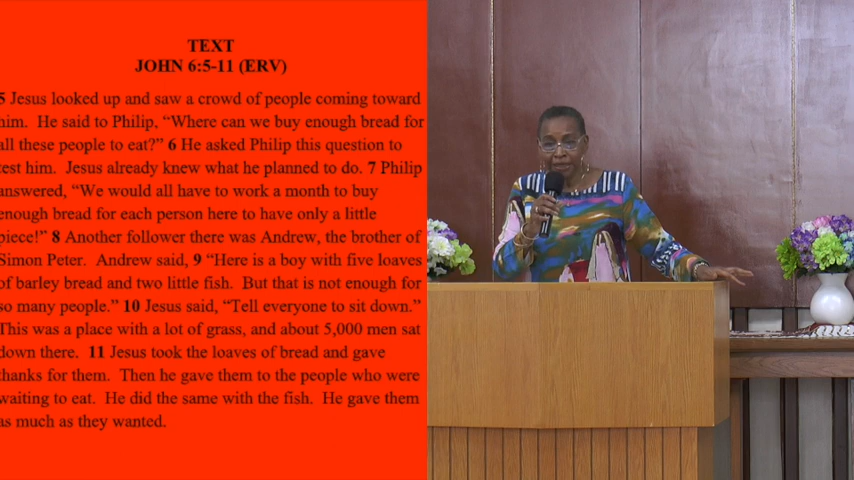 TEXT
JOHN 6:5-11 (ERV)
5 Jesus looked up and saw a crowd of people coming toward
him.  He said to Philip, “Where can we buy enough bread for
all these people to eat?” 6 He asked Philip this question to
test him.  Jesus already knew what he planned to do. 7 Philip
answered, “We would all have to work a month to buy
enough bread for each person here to have only a little
piece!” 8 Another follower there was Andrew, the brother of
Simon Peter.  Andrew said, 9 “Here is a boy with five loaves
of barley bread and two little fish.  But that is not enough for
so many people.” 10 Jesus said, “Tell everyone to sit down.”
This was a place with a lot of grass, and about 5,000 men sat
down there.  11 Jesus took the loaves of bread and gave
thanks for them.  Then he gave them to the people who were
waiting to eat.  He did the same with the fish.  He gave them
as much as they wanted.